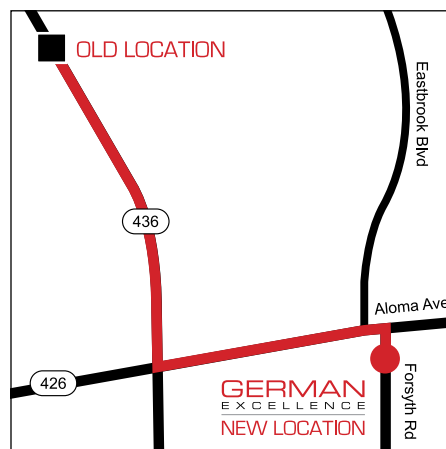 OLD LOCATION
Eastbrook Blvd
436
Aloma Ave
426
GERMAN
EXCELLENCE
NEW LOCATION
Forsyth Rd